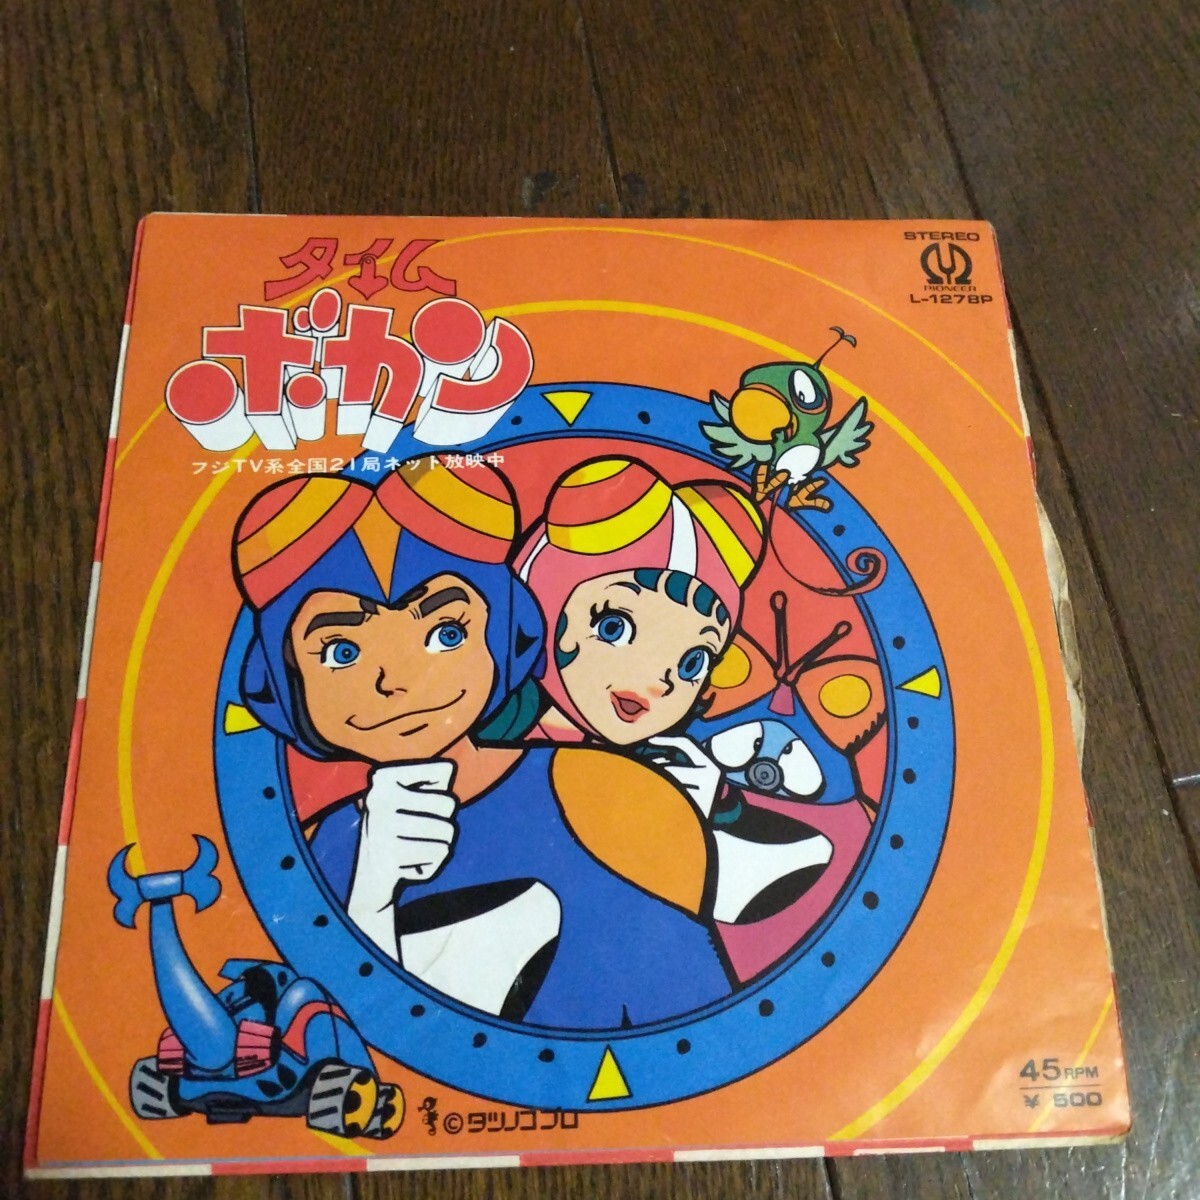 タイム
ボカン
フジTV系全国21局ネット放映中
STEREO
PIONEER
L-1278P
45 RPM
¥ 500
©タツノコプロ